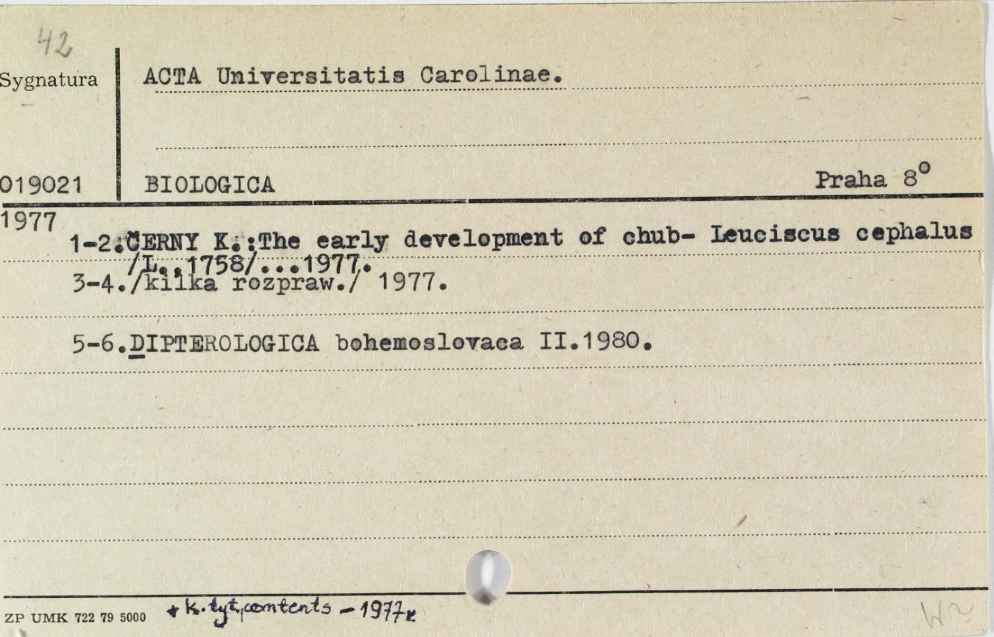 42
Sygnatura
ACTA Universitatis Carolinae.
019021
BIOLOGICA
Praha 8º
1977
1-2.ČERNY K.:The early development of chub- Leuciscus cephalus
/L..1758/...1977.
3-4./kilka rozpraw./ 1977.
5-6.DIPTEROLOGICA bohemoslovaca II.1980.
ZP UMK 722 79 5000
+ k.tyt,contents - 1977r